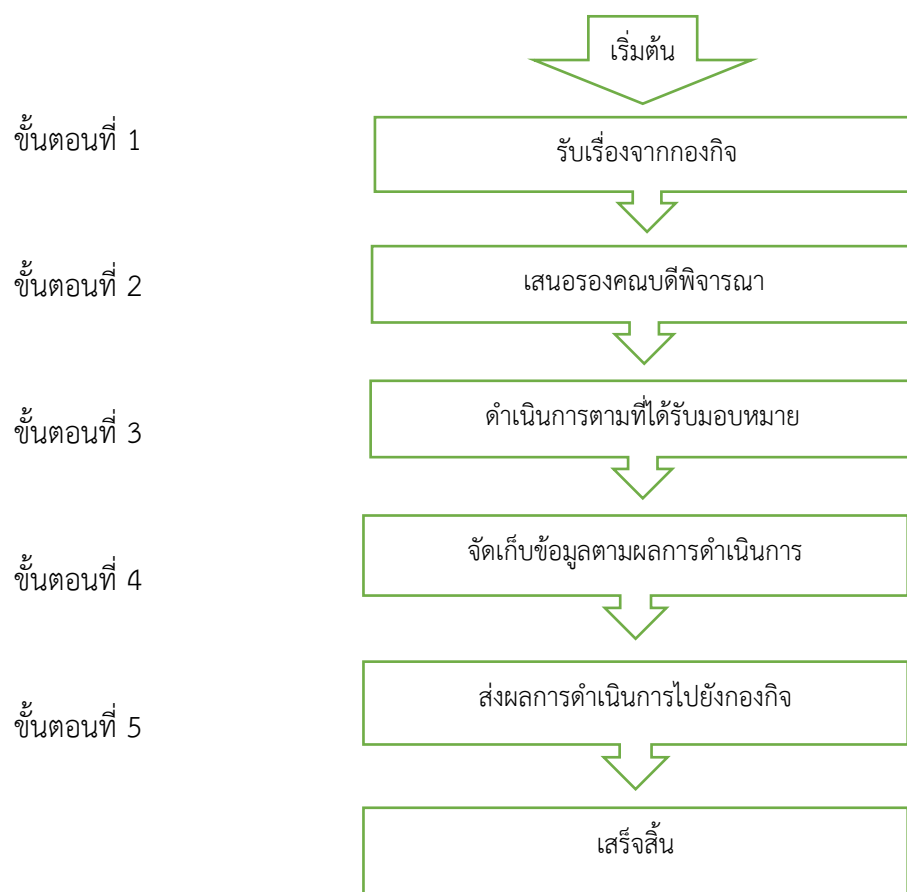 เริ่มต้น
ขั้นตอนที่ 1
รับเรื่องจากกองกิจ
ขั้นตอนที่ 2
เสนอรองคณบดีพิจารณา
ขั้นตอนที่ 3
ดำเนินการตามที่ได้รับมอบหมาย
ขั้นตอนที่ 4
จัดเก็บข้อมูลตามผลการดำเนินการ
ขั้นตอนที่ 5
ส่งผลการดำเนินการไปยังกองกิจ
เสร็จสิ้น